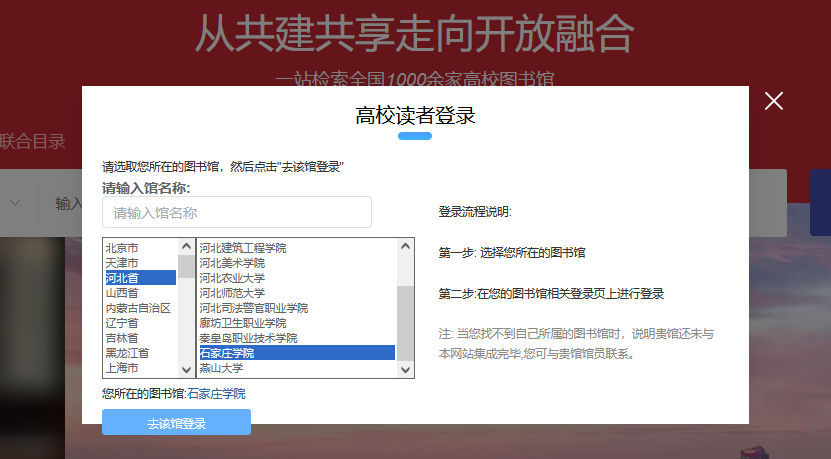 从共建共享走向开放融合
一站检索全国1000余家高校图书馆
联合目录
输入
高校读者登录
请选取您所在的图书馆，然后点击"去该馆登录"
请输入馆名称:
请输入馆名称
北京市
天津市
河北省
山西省
内蒙古自治区
辽宁省
吉林省
黑龙江省
上海市
河北建筑工程学院
河北美术学院
河北农业大学
河北师范大学
河北司法警官职业学院
廊坊卫生职业学院
秦皇岛职业技术学院
石家庄学院
燕山大学
您所在的图书馆:石家庄学院
去该馆登录
登录流程说明:
第一步: 选择您所在的图书馆
第二步:在您的图书馆相关登录页上进行登录
注: 当您找不到自己所属的图书馆时，说明贵馆还未与
本网站集成完毕,您可与贵馆馆员联系。